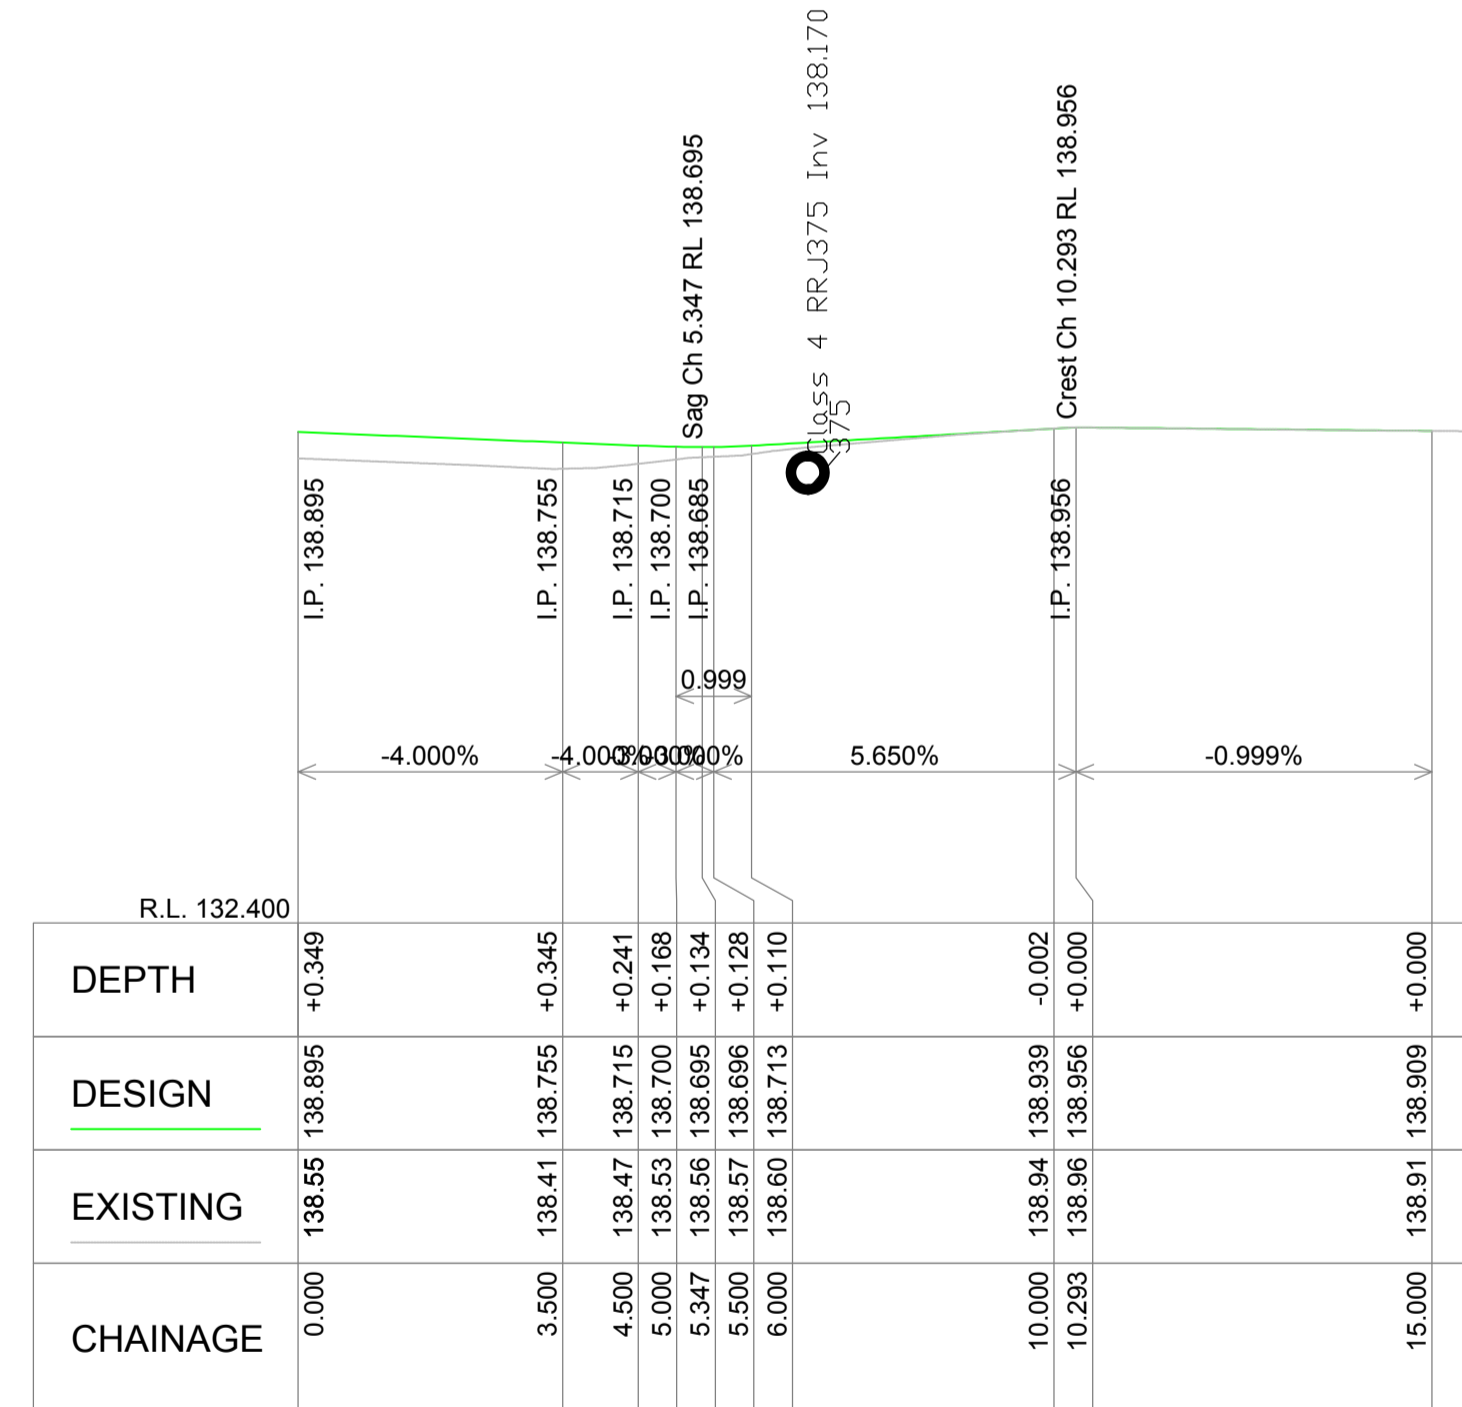 Sag Ch 5.347 RL 138.695
Class 4 RRJ375 Inv 138.170
375
Crest Ch 10.293 RL 138.956
I.P. 138.895
I.P. 138.755
I.P. 138.715
I.P. 138.700
I.P. 138.685
I.P. 138.956
0.999
-4.000%
-4.000%
-3.000%
-3.000%
5.650%
-0.999%
R.L. 132.400
DEPTH +0.349 +0.345 +0.241 +0.168 +0.134 +0.128 +0.110 -0.002 +0.000 +0.000
DESIGN 138.895 138.755 138.715 138.700 138.695 138.696 138.713 138.939 138.956 138.909
EXISTING 138.55 138.41 138.47 138.53 138.56 138.57 138.60 138.94 138.96 138.91
CHAINAGE 0.000 3.500 4.500 5.000 5.347 5.500 6.000 10.000 10.293 15.000